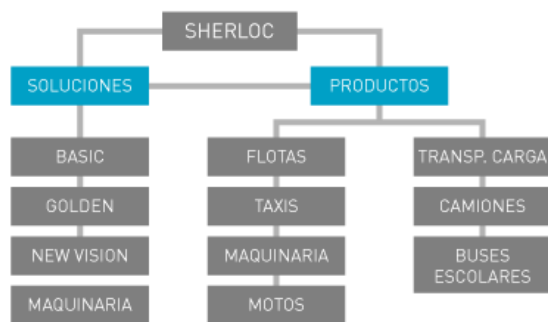 SHERLOC
SOLUCIONES
PRODUCTOS
BASIC
GOLDEN
NEW VISION
MAQUINARIA
FLOTAS
TAXIS
MAQUINARIA
MOTOS
TRANSP. CARGA
CAMIONES
BUSES
ESCOLARES